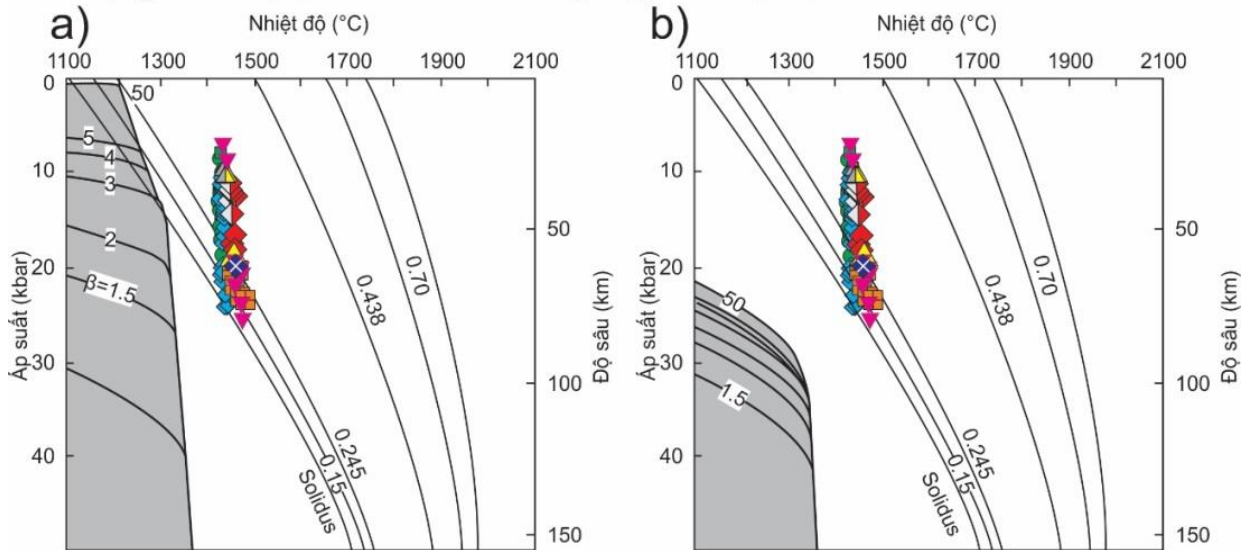 a)
Nhiệt độ (°C)
1100 1300 1500 1700 1900 2100
0
10
20
30
40
Áp suát (kbar)
50
100
150
Độ sâu (km)
50
5
4
3
2
β=1.5
0.438
0.70
0.245
0.15
Solidus
b)
Nhiệt độ (°C)
1100 1300 1500 1700 1900 2100
0
10
20
30
40
Áp suát (kbar)
50
100
150
Độ sâu (km)
50
1.5
0.438
0.70
0.245
0.15
Solidus